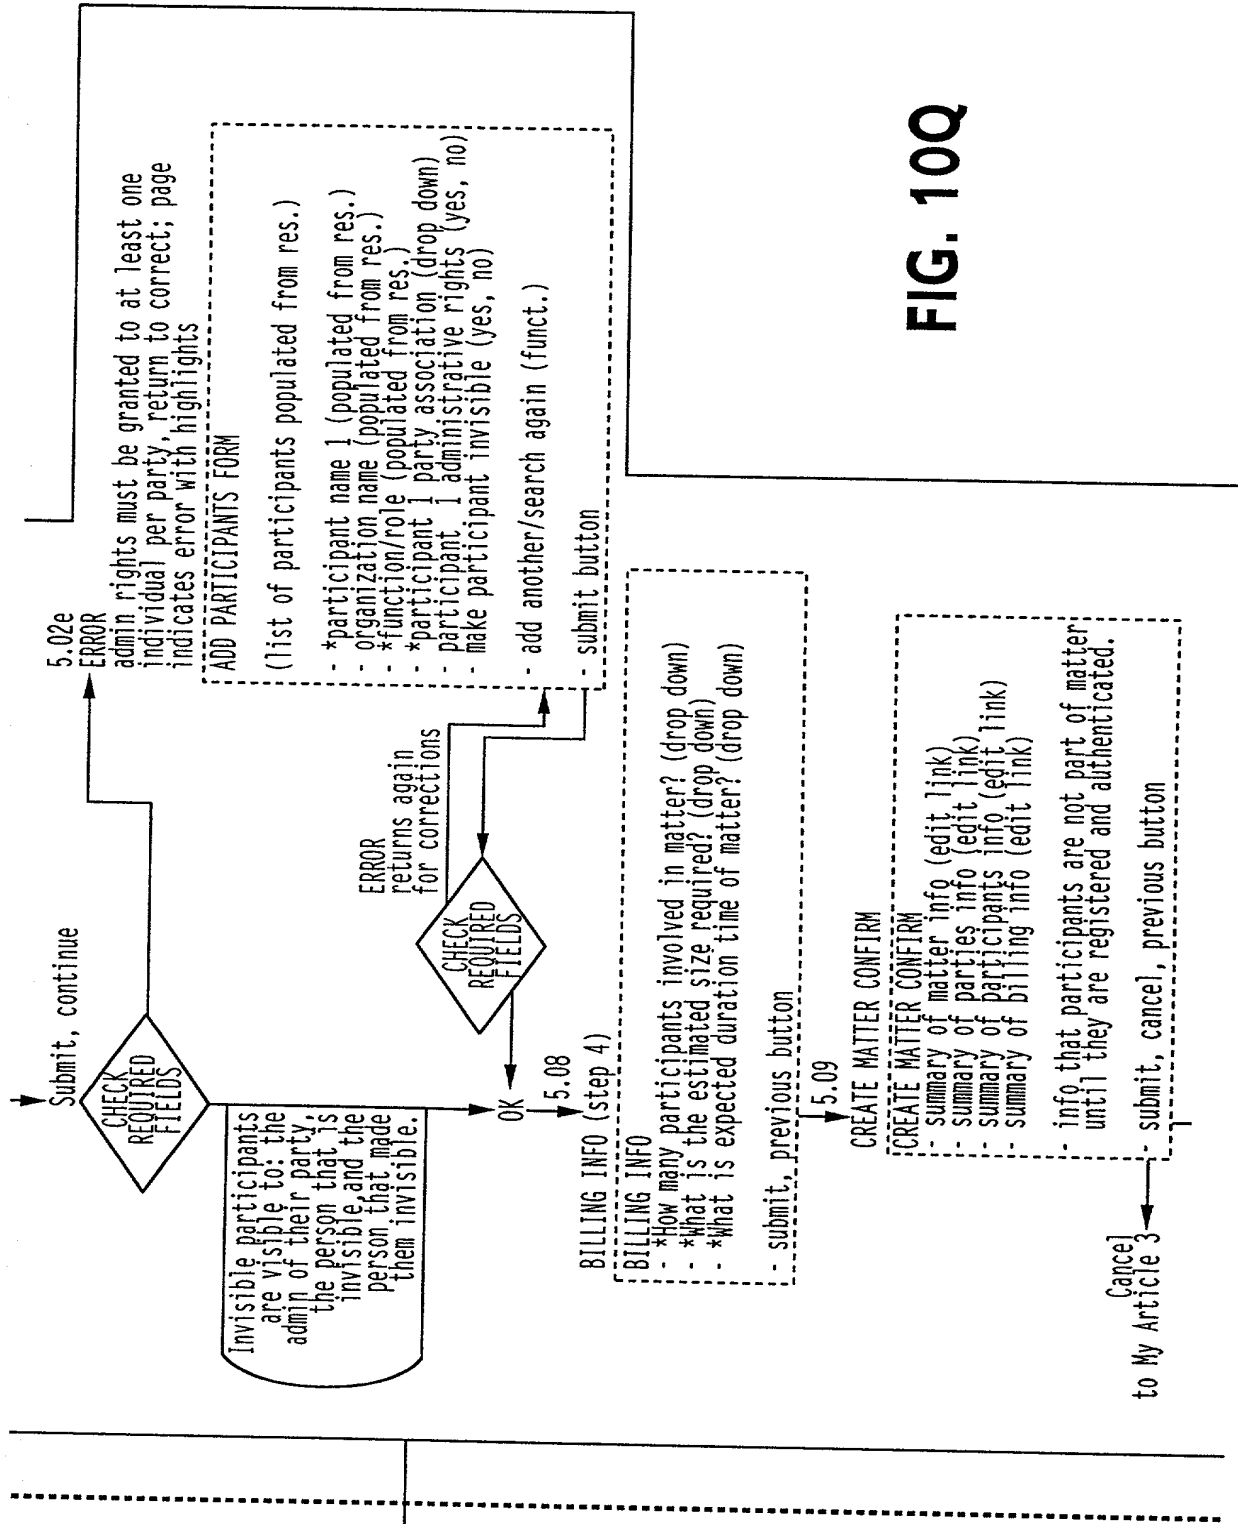 Submit, continue
CHECK
REQUIRED
FIELDS
5.02e
ERROR
admin rights must be granted to at least one
individual per party, return to correct; page
indicates error with highlights
ADD PARTICIPANTS FORM
(list of participants populated from res.)
- *participant name 1 (populated from res.)
- organization name (populated from res.)
- *function/role (populated from res.)
- *participant 1 party association (drop down)
- participant 1 administrative rights (yes, no)
- make participant invisible (yes, no)
- add another/search again (funct.)
- submit button
Invisible participants
are visible to: the
admin of their party,
the person that is
invisible,and the
person that made
them invisible.
ERROR
returns again
for corrections
CHECK
REQUIRED
FIELDS
OK
5.08
BILLING INFO (step 4)
BILLING INFO
- *How many participants involved in matter? (drop down)
- *What is the estimated size required? (drop down)
- *What is expected duration time of matter? (drop down)
- submit, previous button
5.09
CREATE MATTER CONFIRM
CREATE MATTER CONFIRM
- summary of matter info (edit link)
- summary of parties info (edit link)
- summary of participants info (edit link)
- summary of billing info (edit link)
- info that participants are not part of matter
until they are registered and authenticated.
- submit, cancel, previous button
Cancel
to My Article 3
FIG. 10Q